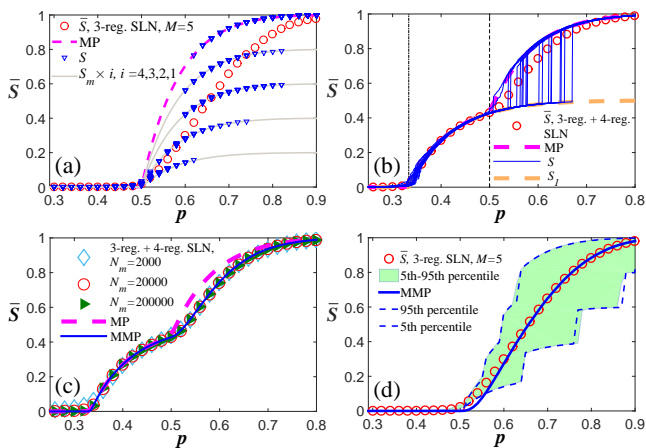 1
0.8
0.6
0.4
0.2
0
S̅
S̅, 3-reg. SLN, M=5
MP
S
Sₘ × i, i =4,3,2,1
(a)
0.3 0.4 0.5 0.6 0.7 0.8 0.9
p
1
0.8
0.6
0.4
0.2
0
S̅
(b)
S̅, 3-reg.+ 4-reg.
SLN
MP
S
S₁
0.3 0.4 0.5 0.6 0.7 0.8
p
1
0.8
0.6
0.4
0.2
0
S̅
3-reg. + 4-reg. SLN,
Nₘ=2000
Nₘ=20000
Nₘ=200000
MP
MMP
(c)
0.3 0.4 0.5 0.6 0.7 0.8
p
1
0.8
0.6
0.4
0.2
0
S̅
S̅, 3-reg. SLN, M=5
5th-95th percentile
MMP
95th percentile
5th percentile
(d)
0.3 0.4 0.5 0.6 0.7 0.8 0.9
p